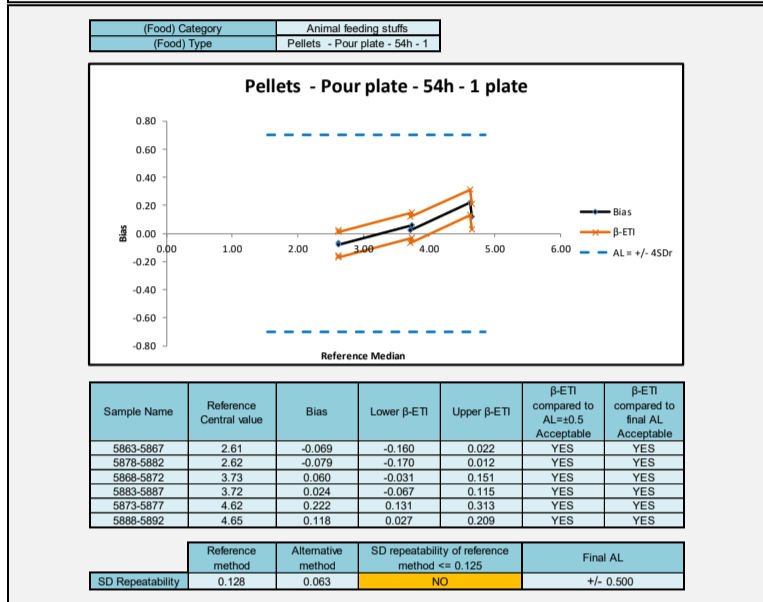 (Food) Category Animal feeding stuffs
(Food) Type Pellets - Pour plate - 54h - 1
Pellets - Pour plate - 54h - 1 plate
0.80
0.60
0.40
0.20
0.00
-0.20
-0.40
-0.60
-0.80
Bias
0.00 1.00 2.00 3.00 4.00 5.00 6.00
Reference Median
Bias
β-ETI
AL = +/- 4SDr
Sample Name Reference Central value Bias Lower β-ETI Upper β-ETI β-ETI compared to AL=±0.5 Acceptable β-ETI compared to final AL Acceptable
5863-5867 2.61 -0.069 -0.160 0.022 YES YES
5878-5882 2.62 -0.079 -0.170 0.012 YES YES
5868-5872 3.73 0.060 -0.031 0.151 YES YES
5883-5887 3.72 0.024 -0.067 0.115 YES YES
5873-5877 4.62 0.222 0.131 0.313 YES YES
5888-5892 4.65 0.118 0.027 0.209 YES YES
Reference method Alternative method SD repeatability of reference method <= 0.125 Final AL
SD Repeatability 0.128 0.063 NO +/- 0.500